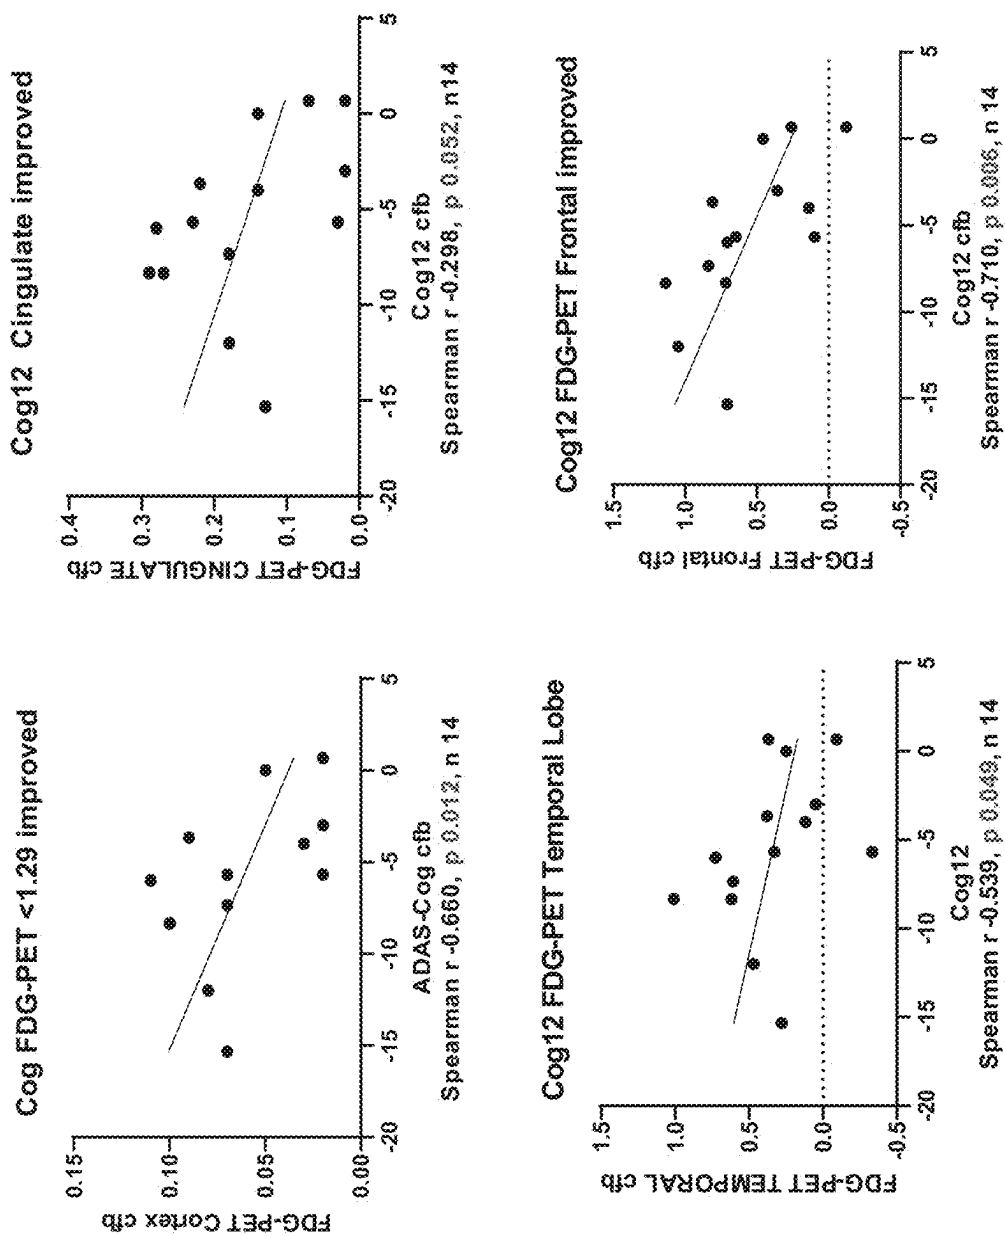 Cog FDG-PET <1.29 improved
FDG-PET Cortex cfb
0.15
0.10
0.05
0.00
-20
-15
-10
-5
0
5
ADAS-Cog cfb
Spearman r -0.660, p 0.012, n 14
Cog12 Cingulate improved
FDG-PET CINGULATE cfb
0.4
0.3
0.2
0.1
0.0
-20
-15
-10
-5
0
5
Cog12 cfb
Spearman r -0.298, p 0.052, n14
Cog12 FDG-PET Temporal Lobe
FDG-PET TEMPORAL cfb
1.5
1.0
0.5
0.0
-0.5
-20
-15
-10
-5
0
5
Cog12
Spearman r -0.539, p 0.049, n 14
Cog12 FDG-PET Frontal improved
FDG-PET Frontal cfb
1.5
1.0
0.5
0.0
-0.5
-20
-15
-10
-5
0
5
Cog12 cfb
Spearman r -0.710, p 0.006, n 14